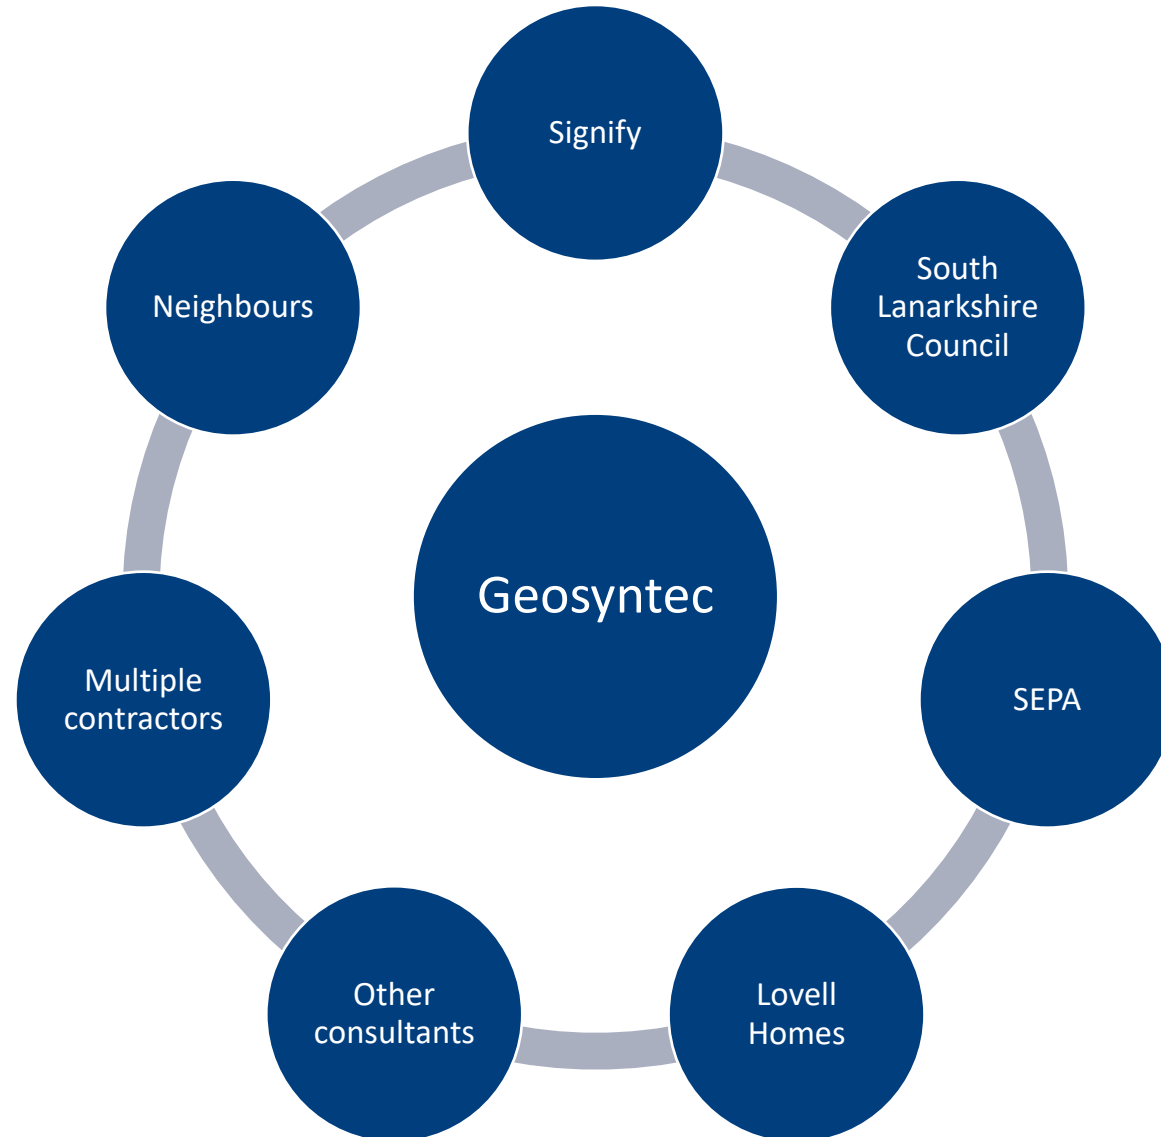 Signify
South
Lanarkshire
Council
Neighbours
Geosyntec
Multiple
contractors
SEPA
Other
consultants
Lovell
Homes